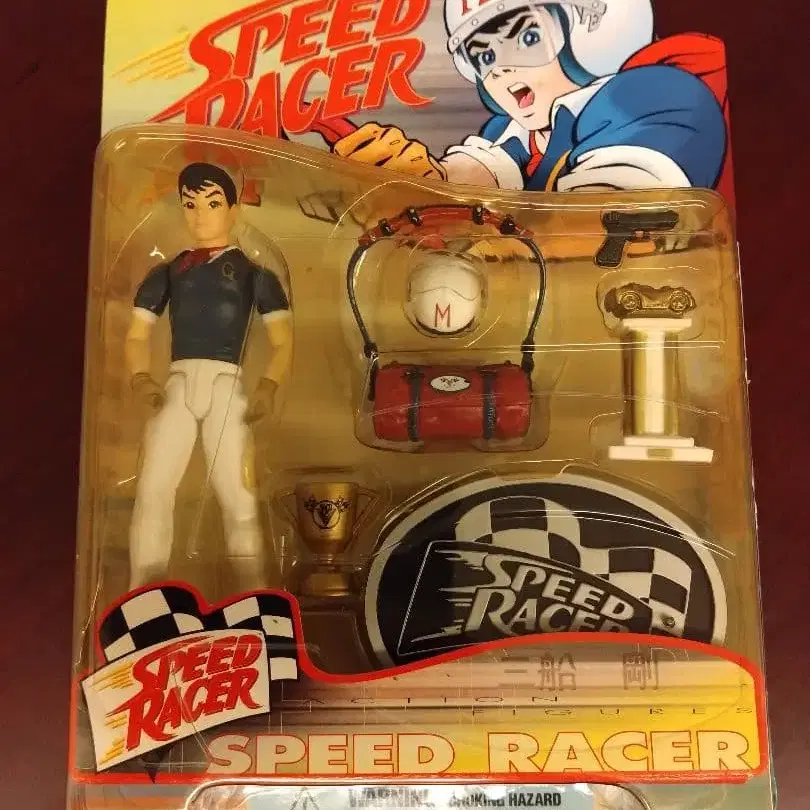 SPEED
RACER
M
G
SPEED
RACER
三船 剛
SPEED
RACER
ACTION
FIGURES
SPEED RACER
WARNING CHOKING HAZARD